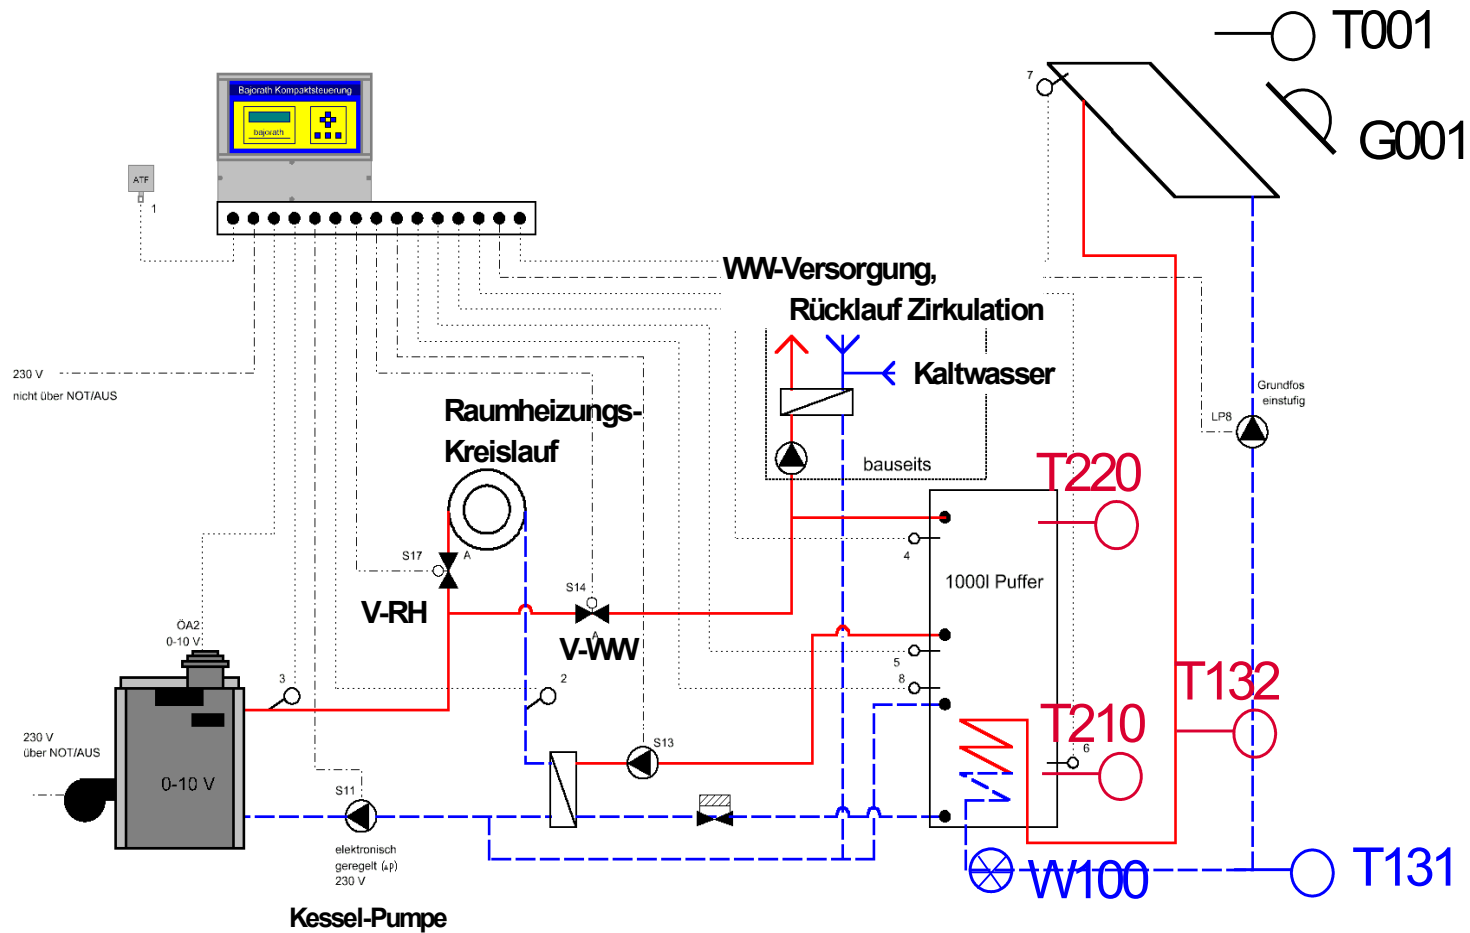 T001
7
G001
Bajorath Kompaktsteuerung
bajorath
ATF
1
WW-Versorgung,
Rücklauf Zirkulation
Kaltwasser
230 V
nicht über NOT/AUS
Grundfos
einstufig
LP8
Raumheizungs-
Kreislauf
bauseits
T220
S17
A
4
S14
1000l Puffer
V-RH
A
V-WW
ÖA2
0-10 V
5
8
3
2
T132
T210
230 V
über NOT/AUS
S13
6
0-10 V
S11
elektronisch
geregelt (Δp)
230 V
W100
T131
Kessel-Pumpe